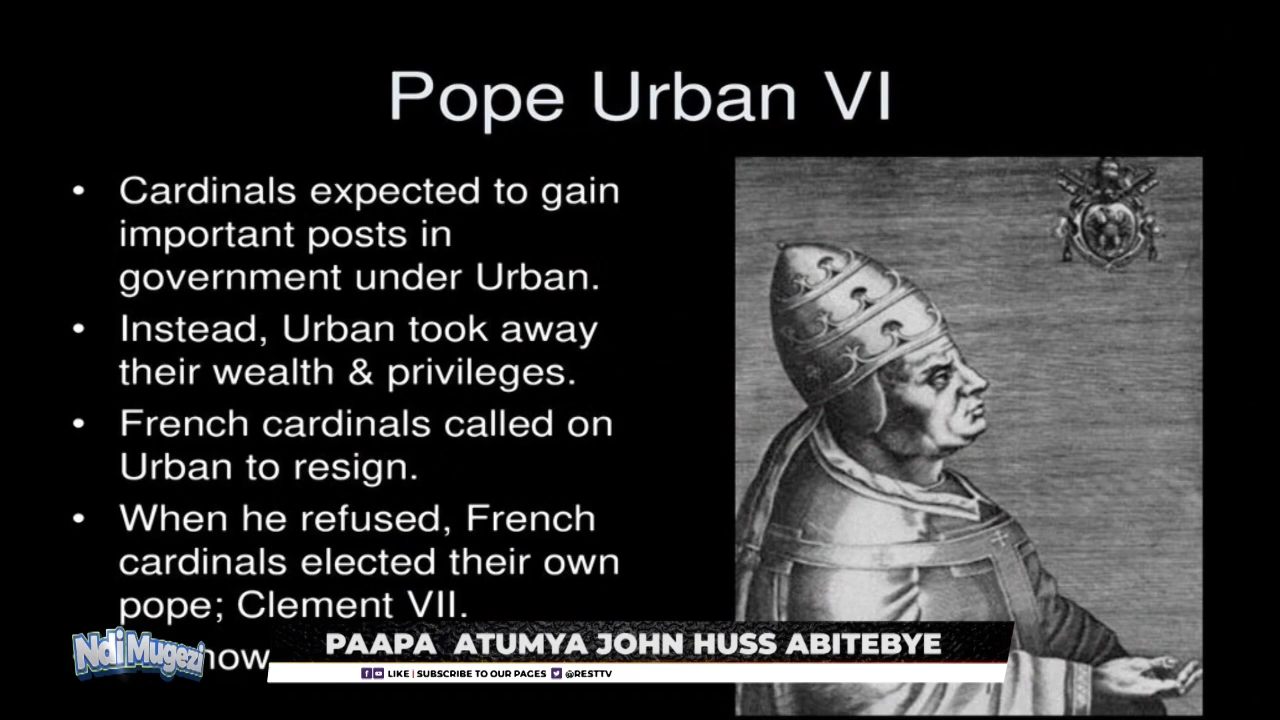 Pope Urban VI
• Cardinals expected to gain
important posts in
government under Urban.
• Instead, Urban took away
their wealth & privileges.
• French cardinals called on
Urban to resign.
• When he refused, French
cardinals elected their own
pope; Clement VII.
now
Ndi Mugezi
PAAPA ATUMYA JOHN HUSS ABITEBYE
LIKE | SUBSCRIBE TO OUR PAGES @RESTTV